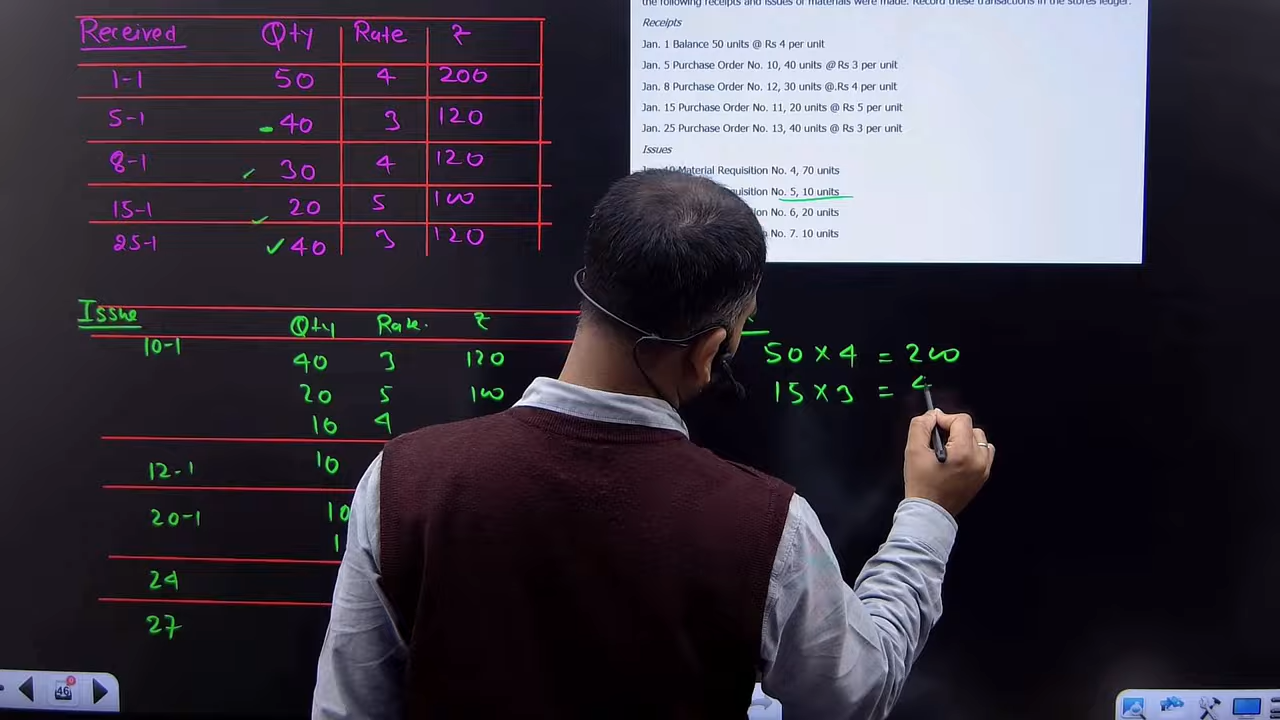 the following receipts and issues of materials were made. Record these transactions in the stores ledger.
Receipts
Jan. 1 Balance 50 units @ Rs 4 per unit
Jan. 5 Purchase Order No. 10, 40 units @ Rs 3 per unit
Jan. 8 Purchase Order No. 12, 30 units @.Rs 4 per unit
Jan. 15 Purchase Order No. 11, 20 units @ Rs 5 per unit
Jan. 25 Purchase Order No. 13, 40 units @ Rs 3 per unit
Issues
Material Requisition No. 4, 70 units
uisition No. 5, 10 units
ion No. 6, 20 units
ion No. 7. 10 units
Received Qty Rate ₹
1-1 50 4 200
5-1 40 3 120
8-1 30 4 120
15-1 20 5 100
25-1 40 3 120
Issue
Qty Rate. ₹
10-1
40 3 120
20 5 100
10 4
12-1 10
20-1 10
1
24
27
50 × 4 = 200
15 × 3 = 4
46